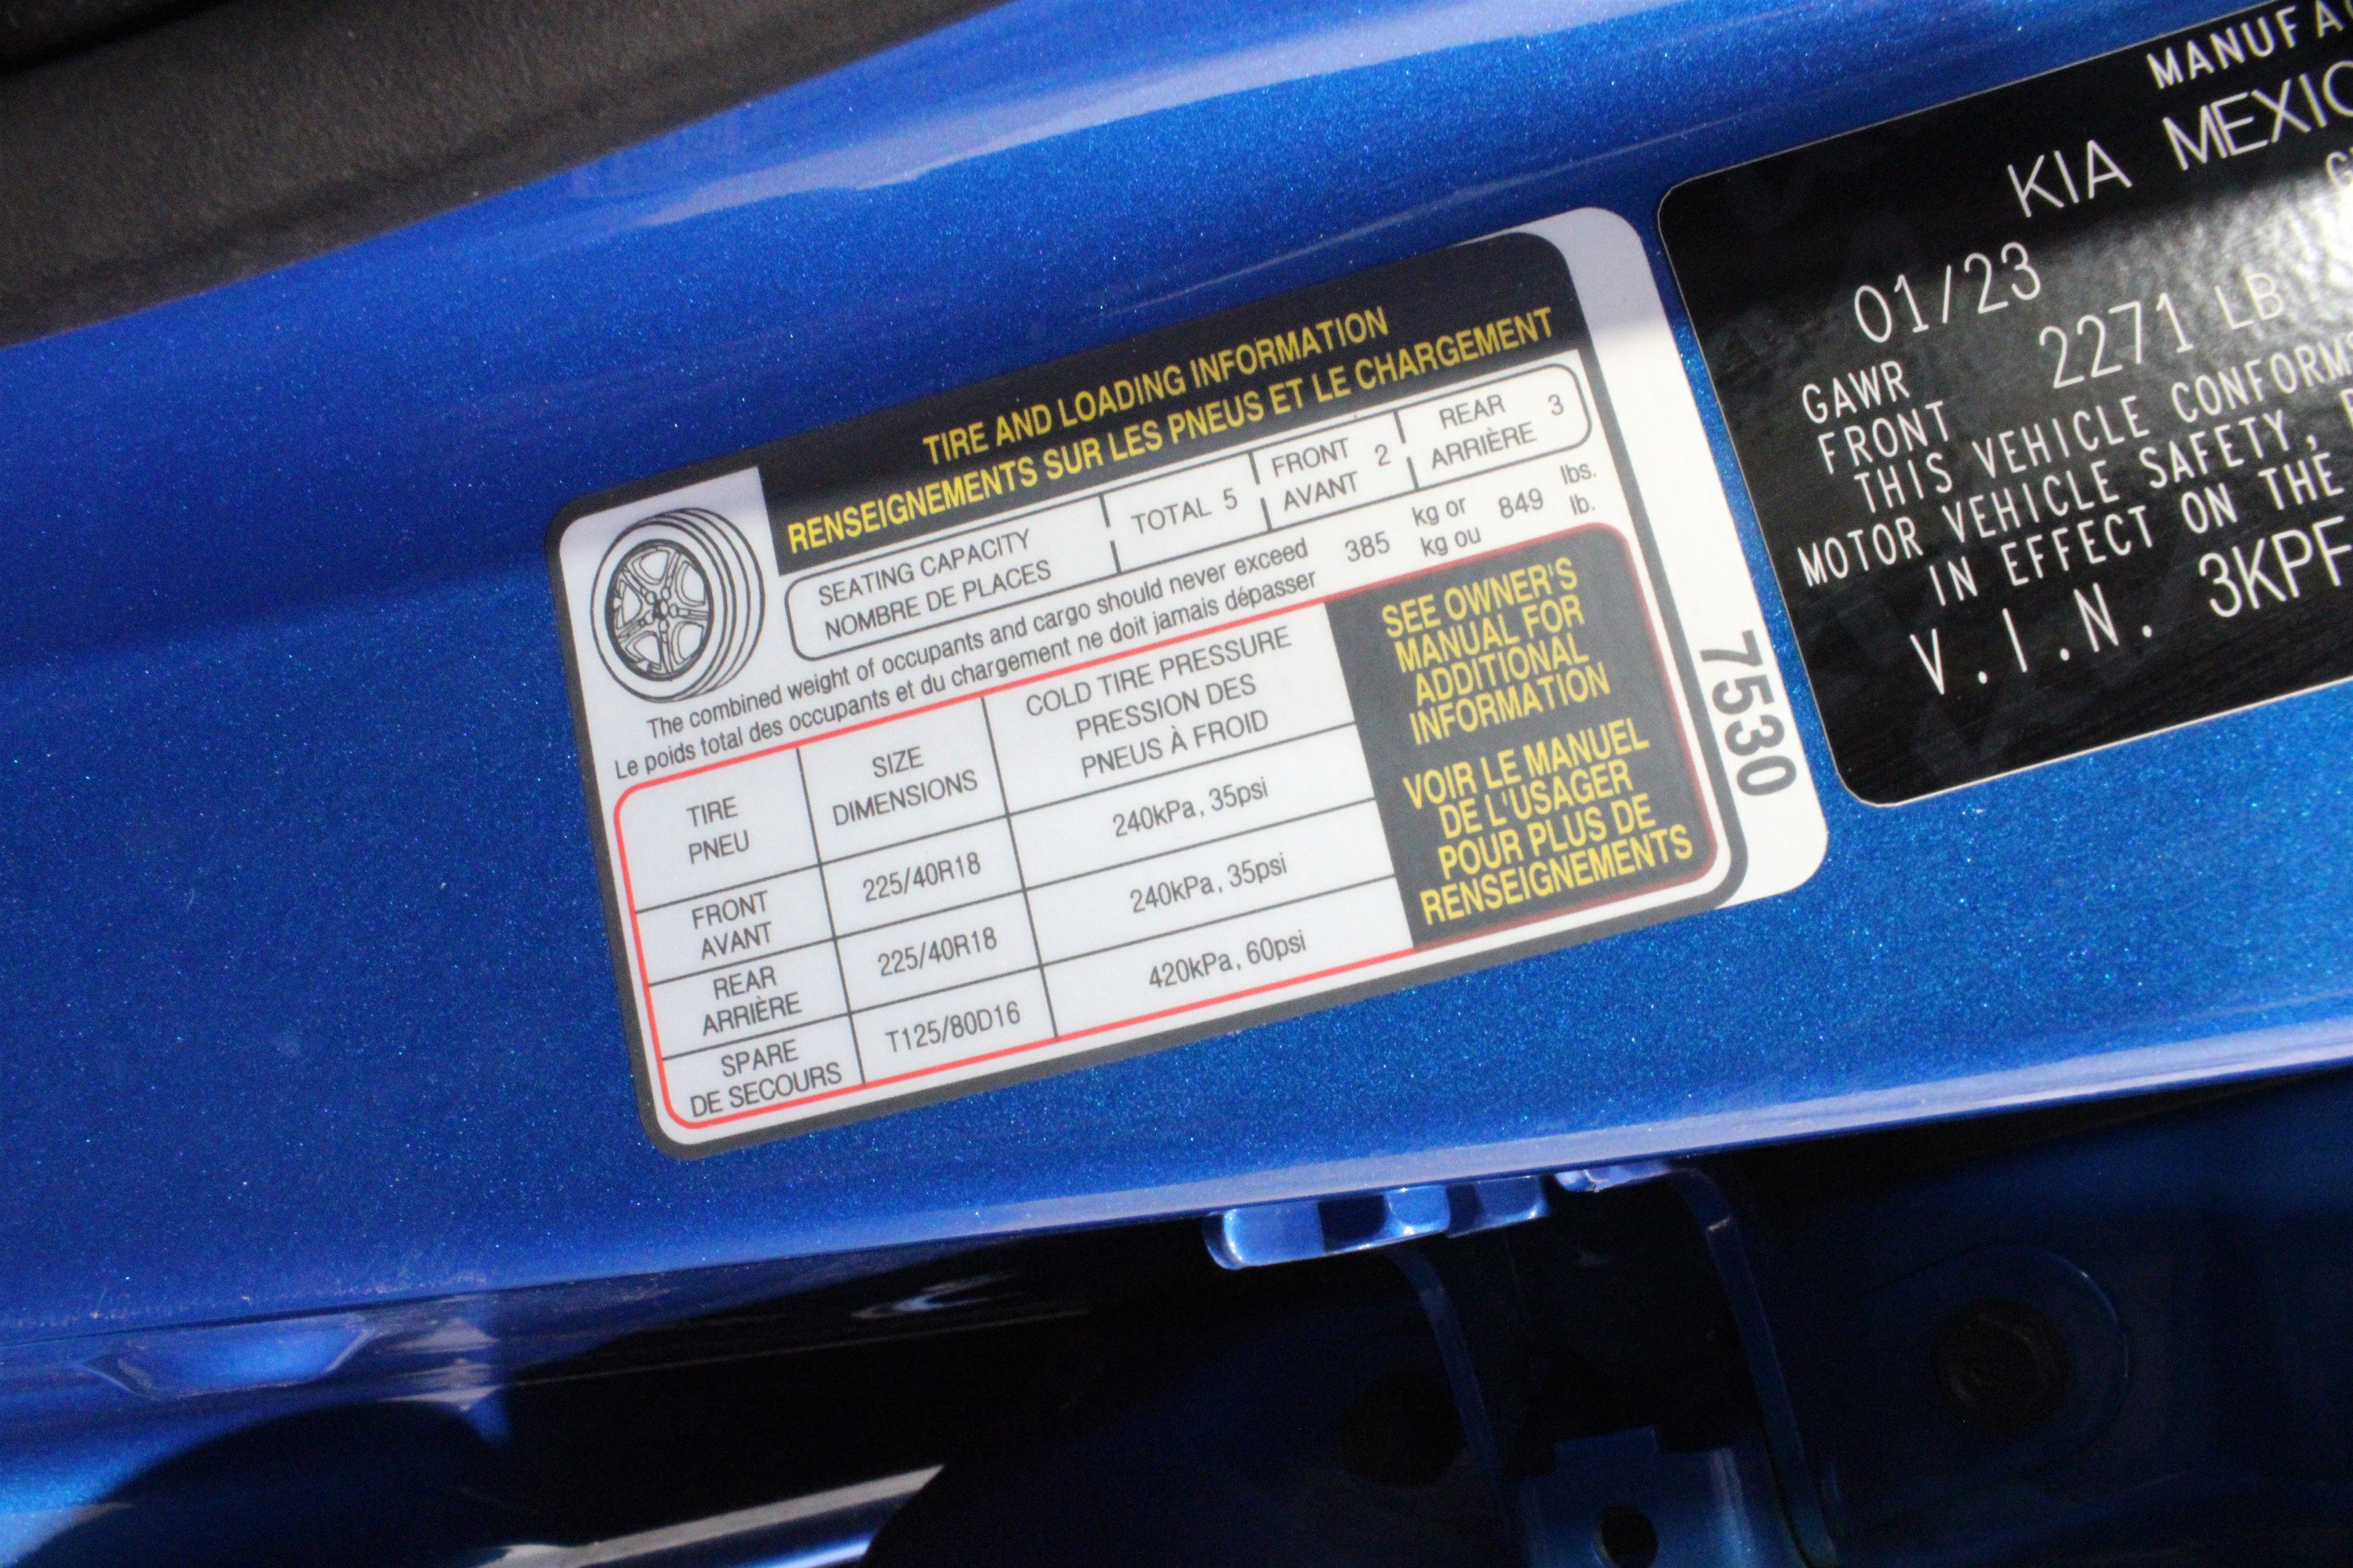 TIRE AND LOADING INFORMATION
RENSEIGNEMENTS SUR LES PNEUS ET LE CHARGEMENT
SEATING CAPACITY
NOMBRE DE PLACES
TOTAL 5
FRONT
AVANT
2
REAR
ARRIÈRE
3
The combined weight of occupants and cargo should never exceed 385 kg or 849 lbs.
Le poids total des occupants et du chargement ne doit jamais dépasser kg ou lb.
TIRE
PNEU
SIZE
DIMENSIONS
COLD TIRE PRESSURE
PRESSION DES
PNEUS À FROID
FRONT
AVANT
225/40R18
240kPa, 35psi
REAR
ARRIÈRE
225/40R18
240kPa, 35psi
SPARE
DE SECOURS
T125/80D16
420kPa, 60psi
SEE OWNER'S
MANUAL FOR
ADDITIONAL
INFORMATION
VOIR LE MANUEL
DE L'USAGER
POUR PLUS DE
RENSEIGNEMENTS
7530
MANUFA
KIA MEXIC
01/23
GAWR
FRONT
2271 LB
THIS VEHICLE CONFORM
MOTOR VEHICLE SAFETY,
IN EFFECT ON THE
V.I.N. 3KPF